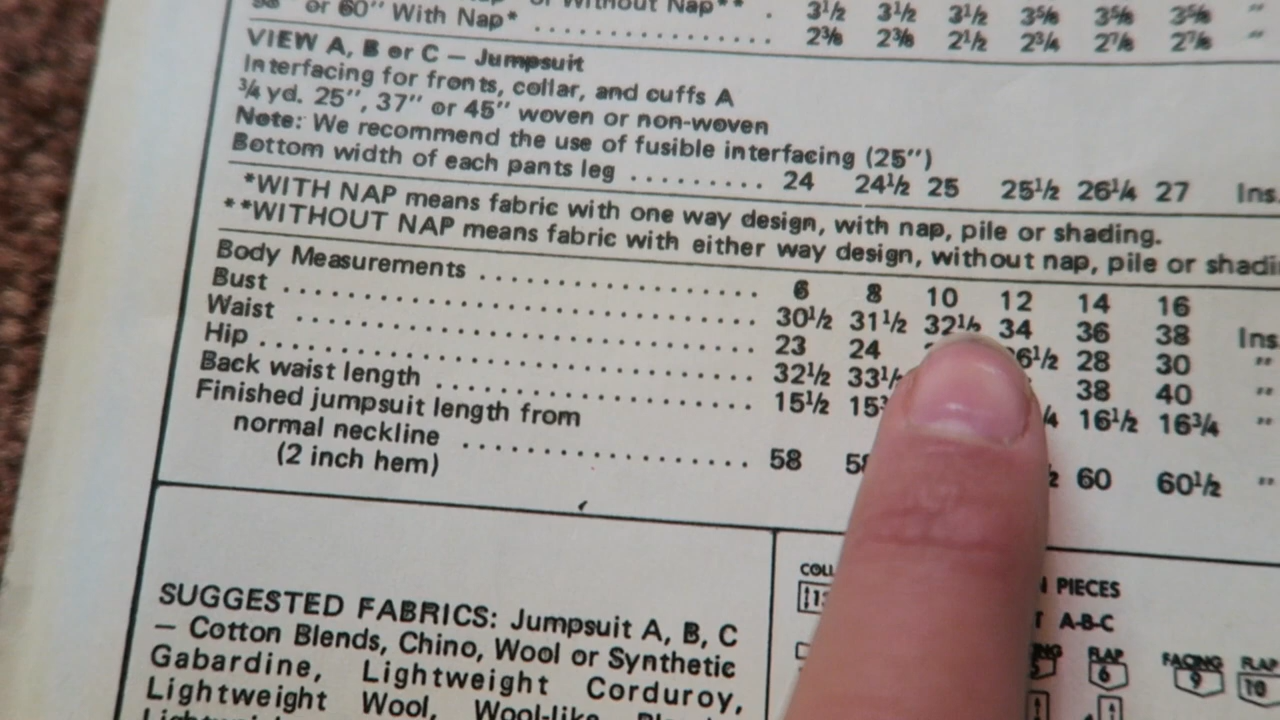 or Without Nap** . 3½ 3½ 3½ 3⅝ 3⅝ 3⅝ "
or 60" With Nap* .................. 2⅜ 2⅜ 2½ 2¾ 2⅞ 2⅞ "
VIEW A, B or C — Jumpsuit
Interfacing for fronts, collar, and cuffs A
¾ yd. 25", 37" or 45" woven or non-woven
Note: We recommend the use of fusible interfacing (25")
Bottom width of each pants leg ......... 24 24½ 25 25½ 26¼ 27 Ins.
*WITH NAP means fabric with one way design, with nap, pile or shading.
**WITHOUT NAP means fabric with either way design, without nap, pile or
Body Measurements .................... 6 8 10 12 14 16
Bust .................................. 30½ 31½ 32½ 34 36 38 Ins.
Waist ................................. 23 24 28 30 "
Hip ................................... 32½ 38 40 "
Back waist length ..................... 15½ 16½ 16¾ "
Finished jumpsuit length from
normal neckline .................... 58 60 60½ "
(2 inch hem)
SUGGESTED FABRICS: Jumpsuit A, B, C
— Cotton Blends, Chino, Wool or Synthetic
Gabardine, Lightweight Corduroy,
Lightweight Wool, Wool-like
PIECES
A-B-C
FLAP 6
FACING 9
FLAP 10